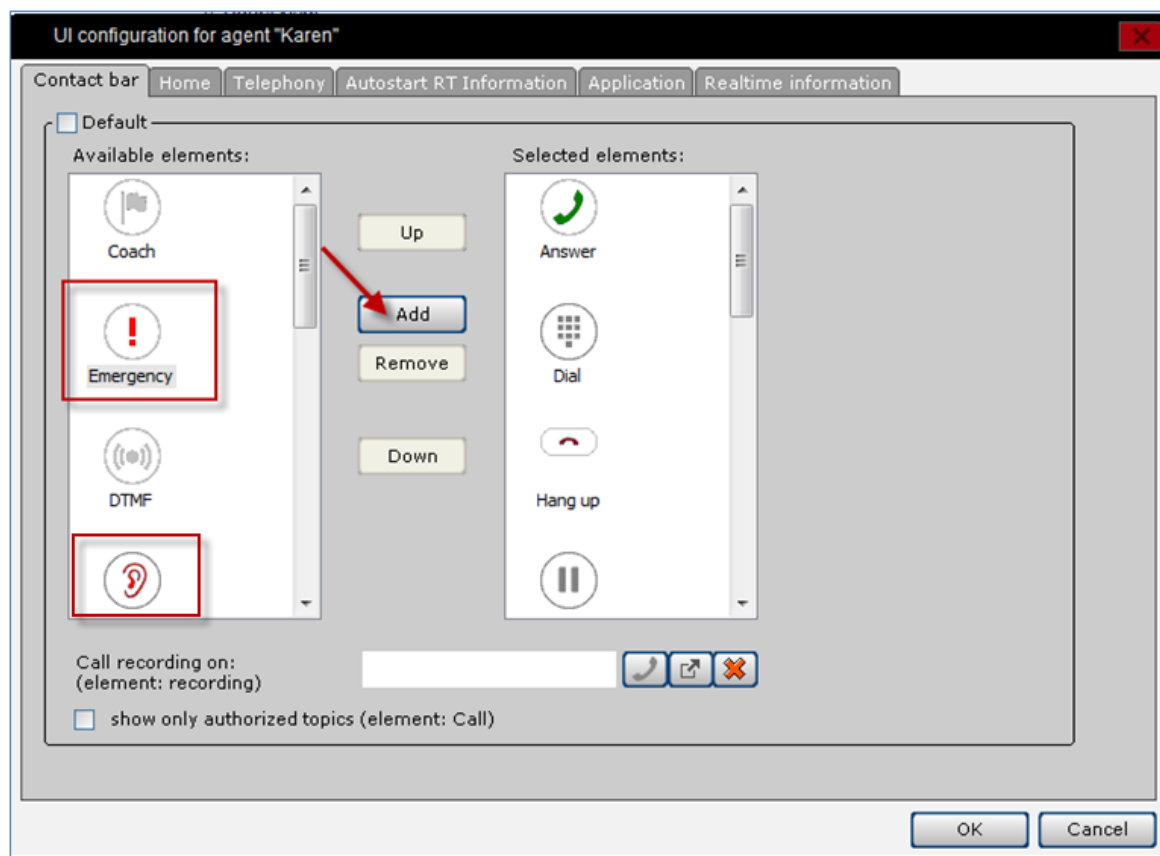 UI configuration for agent "Karen"
Contact bar Home Telephony Autostart RT Information Application Realtime information
Default
Available elements:
Selected elements:
Coach
Emergency
DTMF
Up
Add
Remove
Down
Answer
Dial
Hang up
Call recording on:
(element: recording)
show only authorized topics (element: Call)
OK Cancel